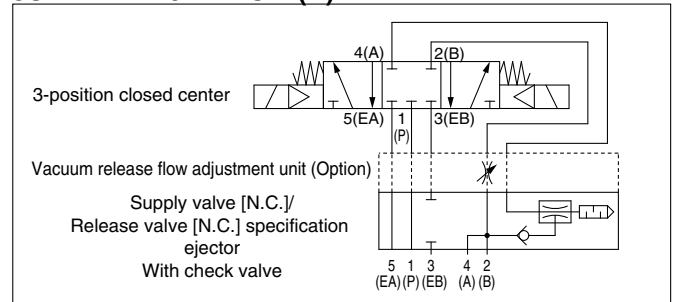 4(A) 2(B)
3-position closed center
5(EA) 1 3(EB)
(P)
Vacuum release flow adjustment unit (Option)
Supply valve [N.C.]/
Release valve [N.C.] specification
ejector
With check valve
5 1 3 4 2
(EA) (P) (EB) (A) (B)